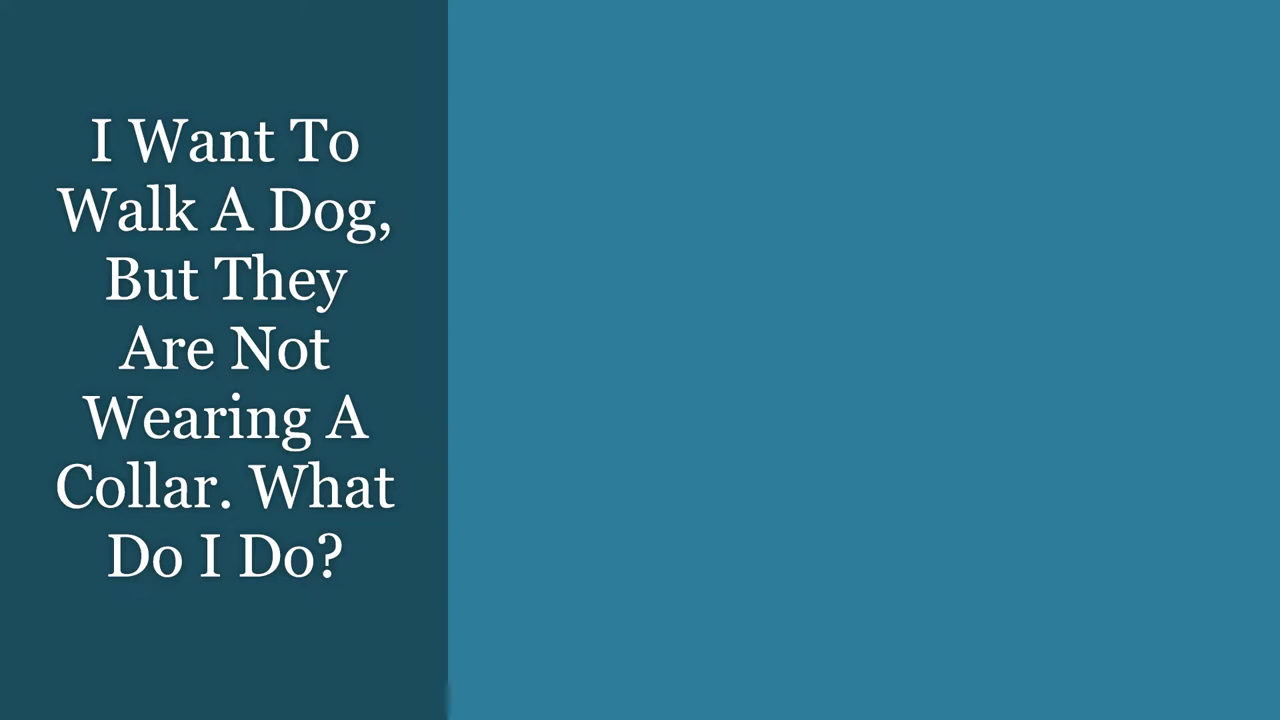 I Want To
Walk A Dog,
But They
Are Not
Wearing A
Collar. What
Do I Do?